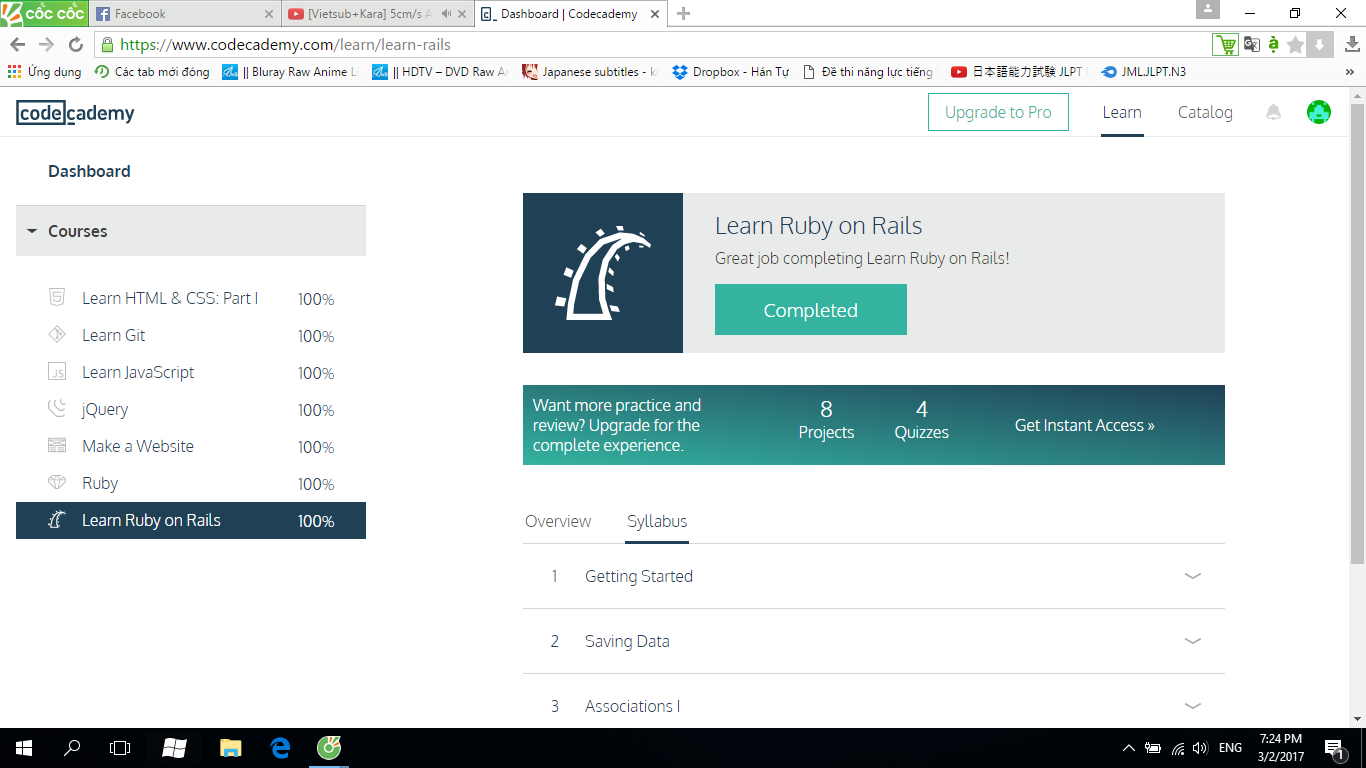 cốc cốc
Facebook
[Vietsub+Kara] 5cm/s A
Dashboard | Codecademy
https://www.codecademy.com/learn/learn-rails
Ứng dụng
Các tab mới đóng
|| Bluray Raw Anime Li
|| HDTV – DVD Raw An
Japanese subtitles - ki
Dropbox - Hán Tự
Đề thi năng lực tiếng
日本語能力試験 JLPT
JMLJLPT.N3
»
codecademy
Upgrade to Pro
Learn
Catalog
Dashboard
Courses
Learn HTML & CSS: Part I 100%
Learn Git 100%
JS Learn JavaScript 100%
jQuery 100%
Make a Website 100%
Ruby 100%
Learn Ruby on Rails 100%
Learn Ruby on Rails
Great job completing Learn Ruby on Rails!
Completed
Want more practice and
review? Upgrade for the
complete experience.
8
Projects
4
Quizzes
Get Instant Access »
Overview Syllabus
1 Getting Started
2 Saving Data
3 Associations I
ENG
7:24 PM
3/2/2017
1